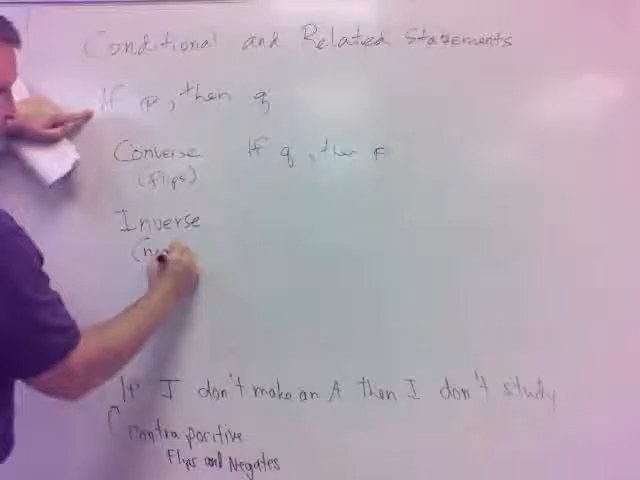 Conditional and Related Statements
If p, then q
Converse If q, then p
(flips)
Inverse
If I don't make an A then I don't study
Contrapositive
Flips and Negates